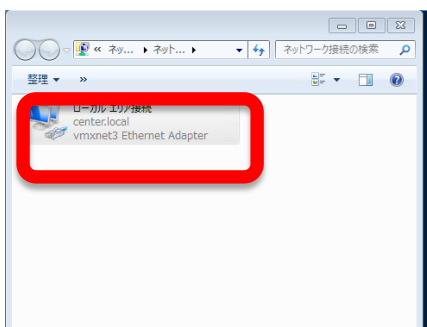 « ネッ... ▸ ネット... ▸ ネットワーク接続の検索
整理 ▼ »
ローカル エリア接続
center.local
vmxnet3 Ethernet Adapter